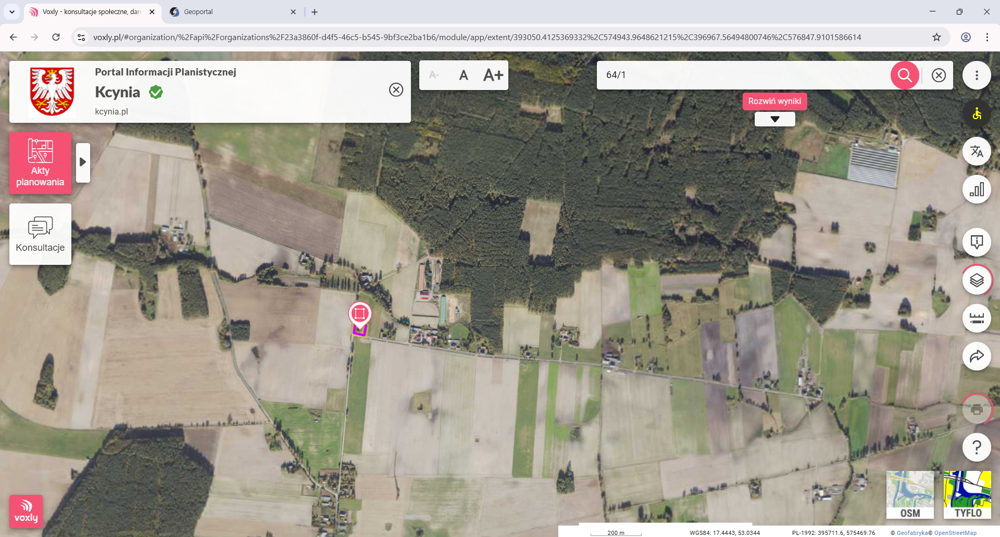 Voxly - konsultacje społeczne, dan
Geoportal
voxly.pl/#organization/%2Fapi%2Forganizations%2F23a3860f-d4f5-46c5-b545-9bf3ce2ba1b6/module/app/extent/393050.4125369332%2C574943.9648621215%2C396967.56494800746%2C576847.9101586614
Portal Informacji Planistycznej
Kcynia
kcynia.pl
A- A A+
64/1
Rozwiń wyniki
Akty
planowania
Konsultacje
voxly
OSM
TYFLO
200 m
WGS84: 17.4443, 53.0344
PL-1992: 395711.6, 575469.76
© Geofabryka© OpenStreetMap